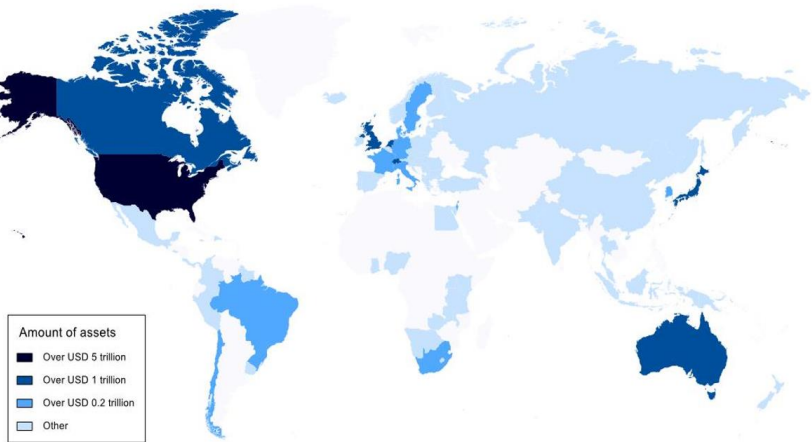 Amount of assets
Over USD 5 trillion
Over USD 1 trillion
Over USD 0.2 trillion
Other